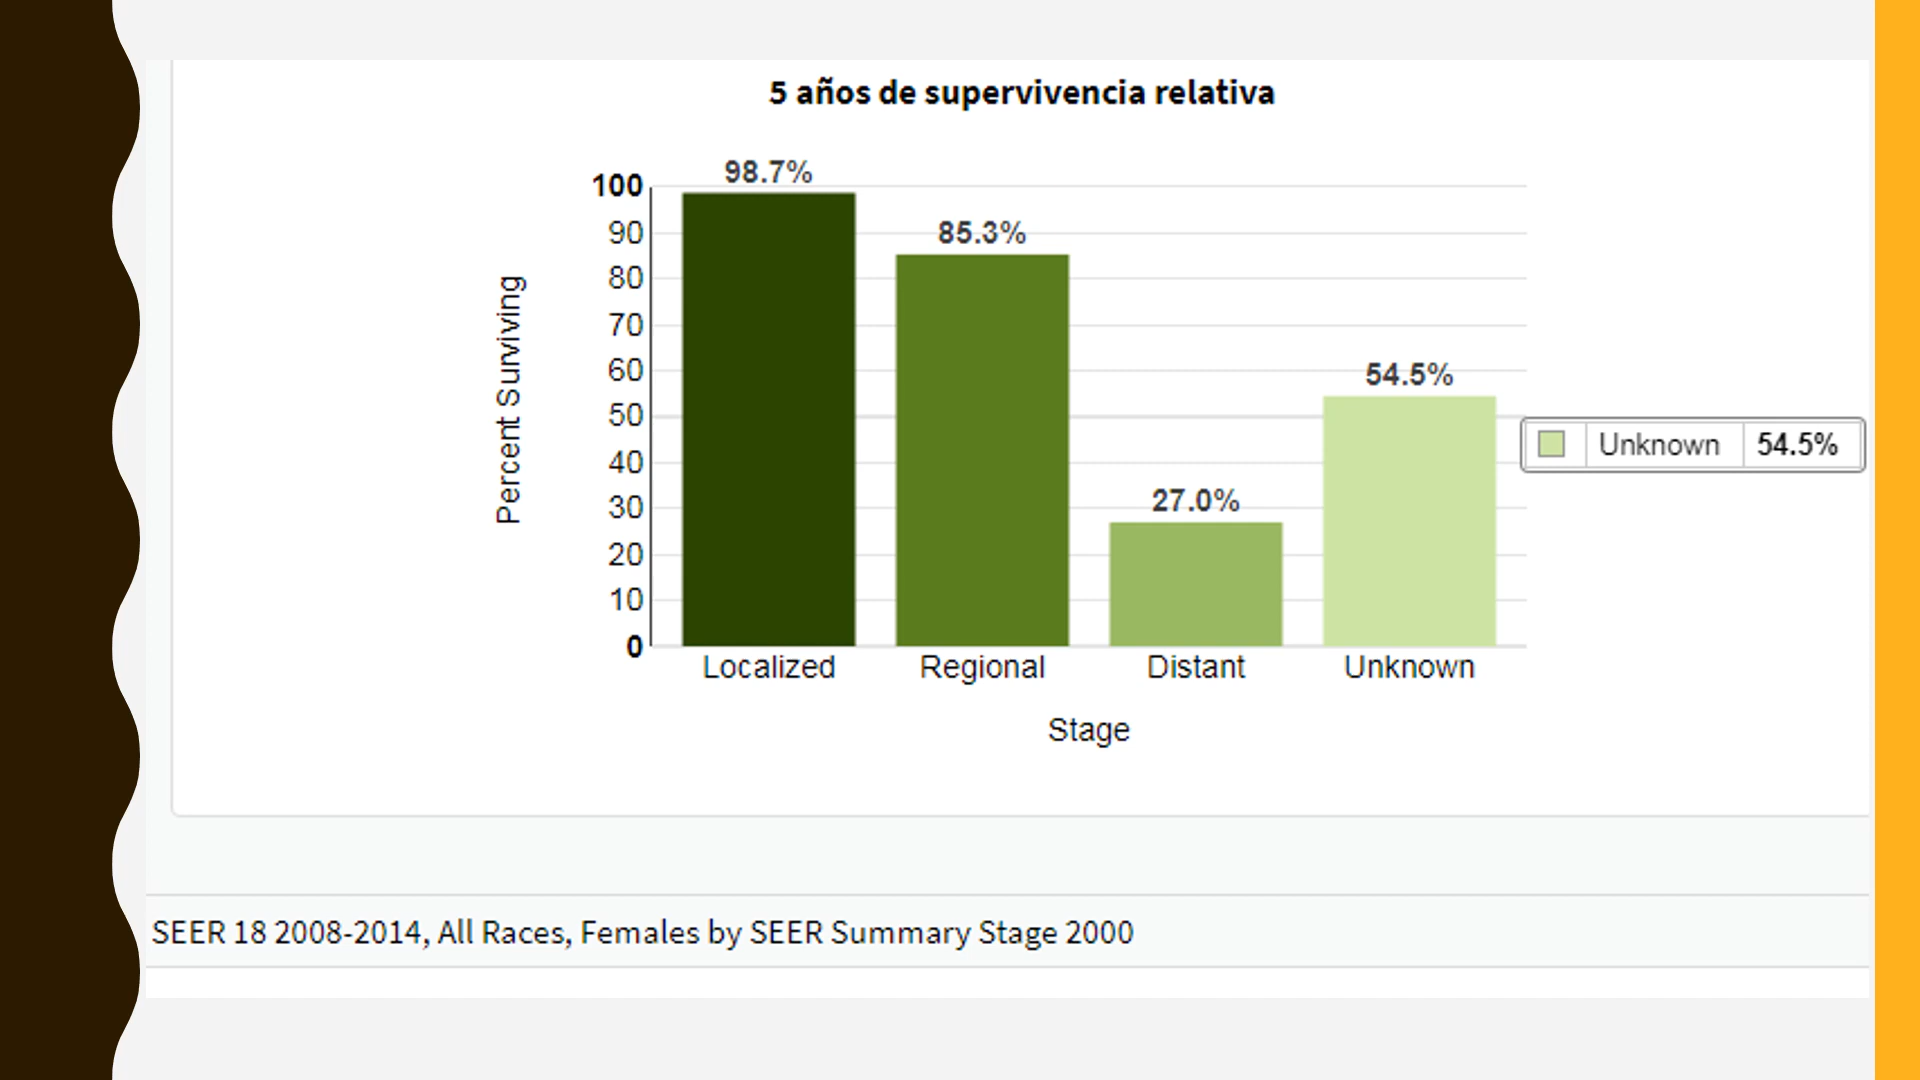 5 años de supervivencia relativa
98.7%
100
85.3%
90
80
70
60
54.5%
50
Unknown 54.5%
40
27.0%
30
20
10
0
Percent Surviving
Localized Regional Distant Unknown
Stage
SEER 18 2008-2014, All Races, Females by SEER Summary Stage 2000